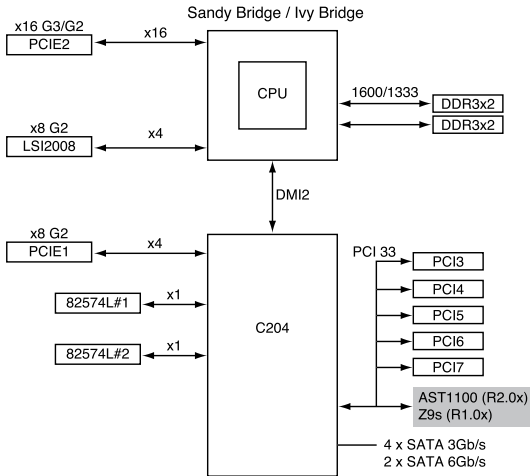 Sandy Bridge / Ivy Bridge
x16 G3/G2
PCIE2
x16
CPU
1600/1333
DDR3x2
DDR3x2
x8 G2
LSI2008
x4
DMI2
x8 G2
PCIE1
x4
82574L#1
x1
82574L#2
x1
C204
PCI 33
PCI3
PCI4
PCI5
PCI6
PCI7
AST1100 (R2.0x)
Z9s (R1.0x)
4 x SATA 3Gb/s
2 x SATA 6Gb/s